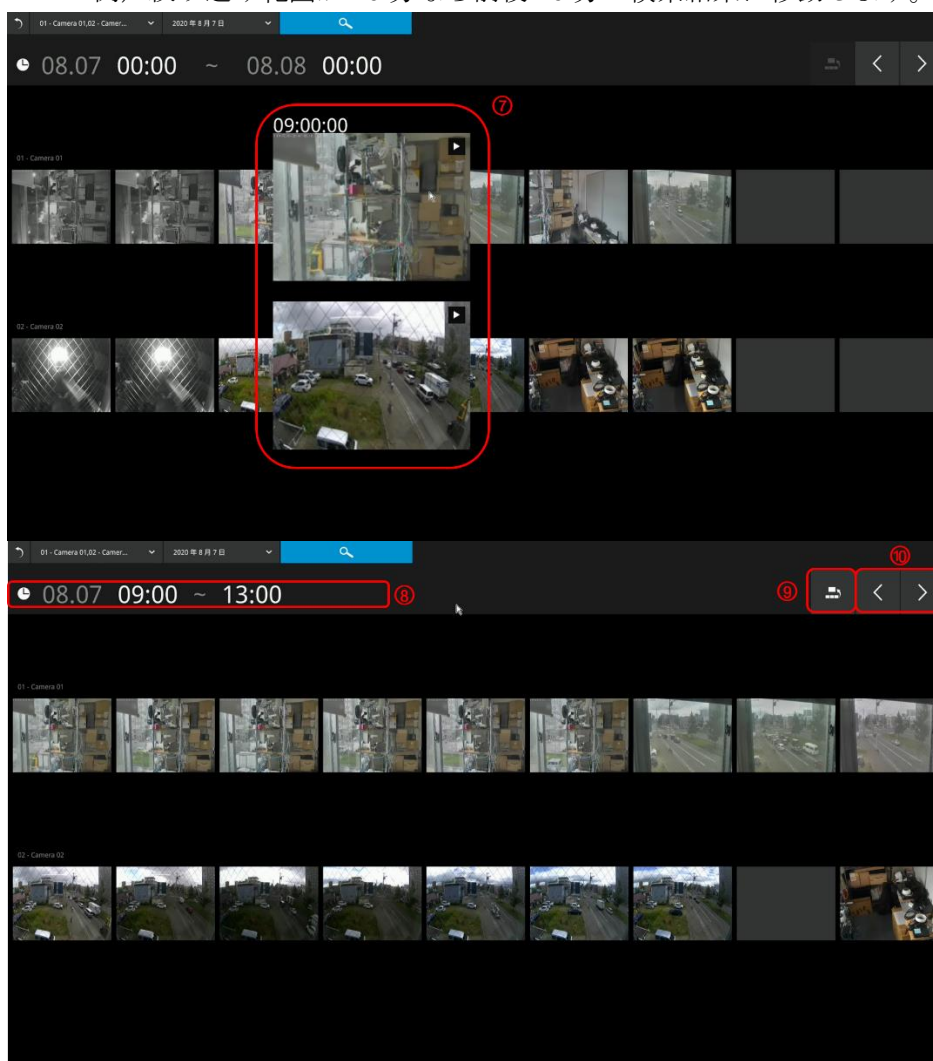 01 - Camera 01,02 - Camer...
2020 年 8 月 7 日
08.07 00:00 ~ 08.08 00:00
⑦
09:00:00
01 - Camera 01
02 - Camera 02
01 - Camera 01,02 - Camer...
2020 年 8 月 7 日
⑩
08.07 09:00 ~ 13:00
⑧
⑨
01 - Camera 01
02 - Camera 02